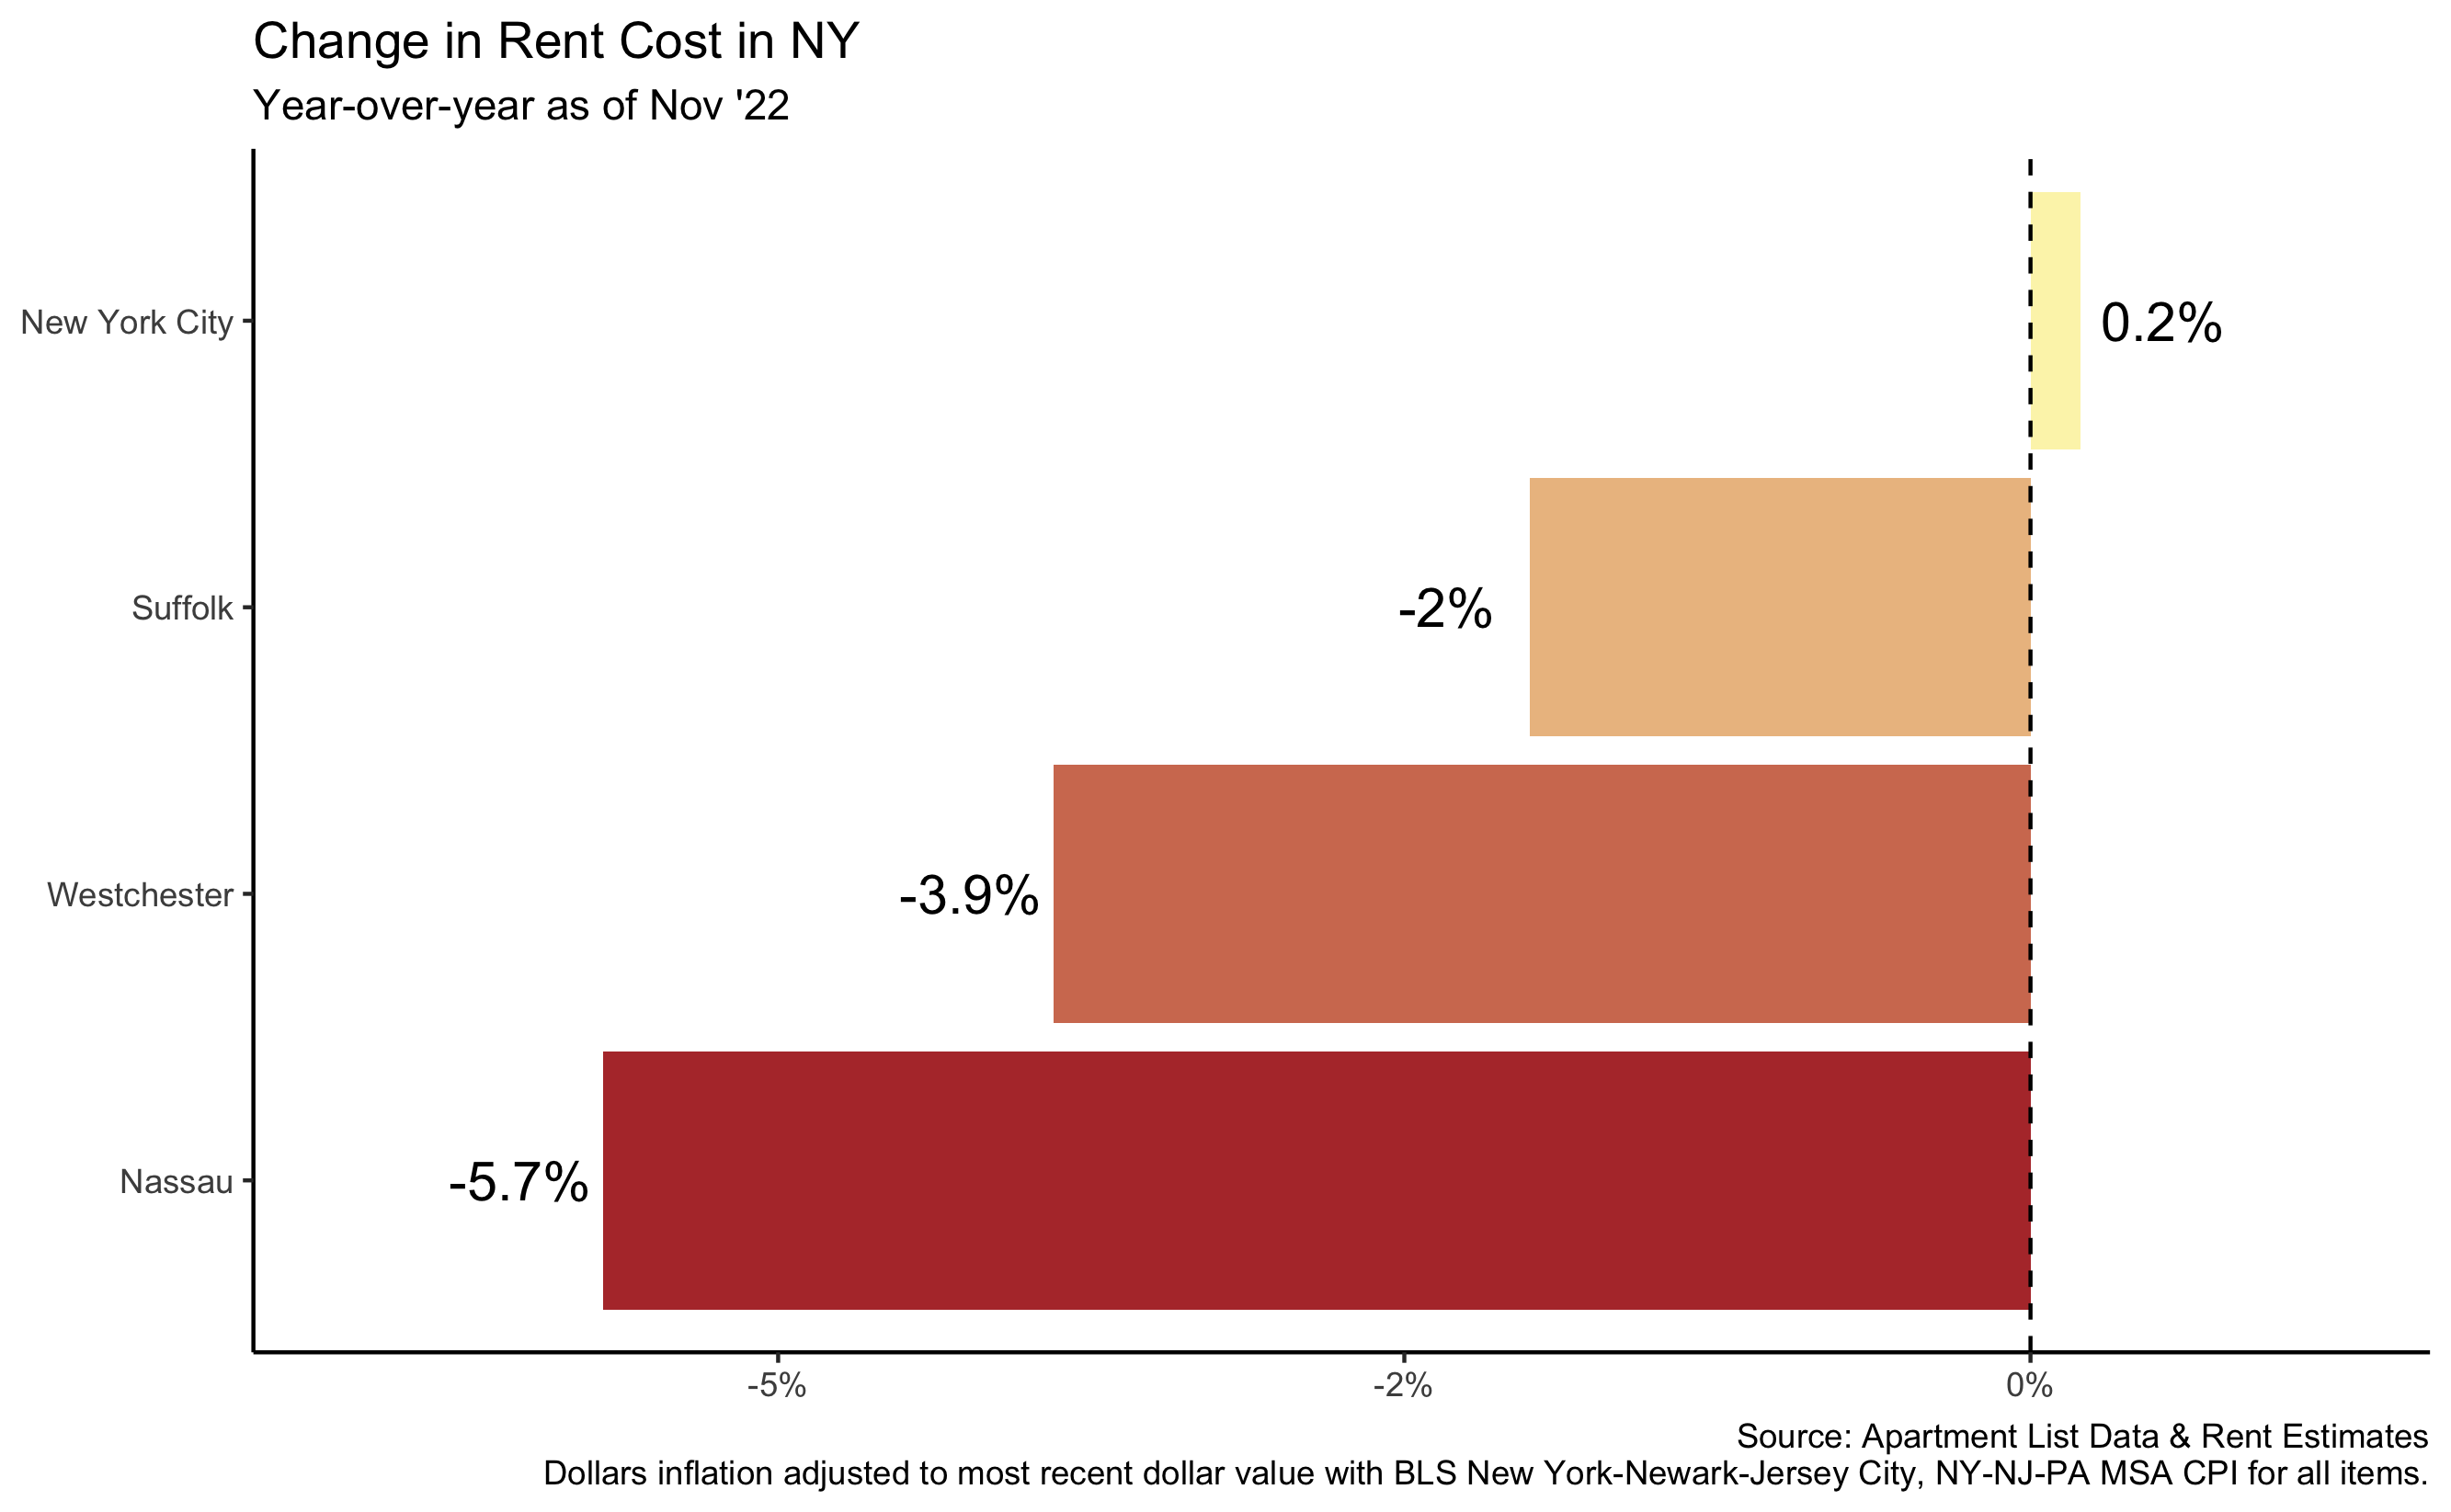 Change in Rent Cost in NY
Year-over-year as of Nov '22
New York City
0.2%
Suffolk
-2%
Westchester
-3.9%
Nassau
-5.7%
-5%
-2%
0%
Source: Apartment List Data & Rent Estimates
Dollars inflation adjusted to most recent dollar value with BLS New York-Newark-Jersey City, NY-NJ-PA MSA CPI for all items.